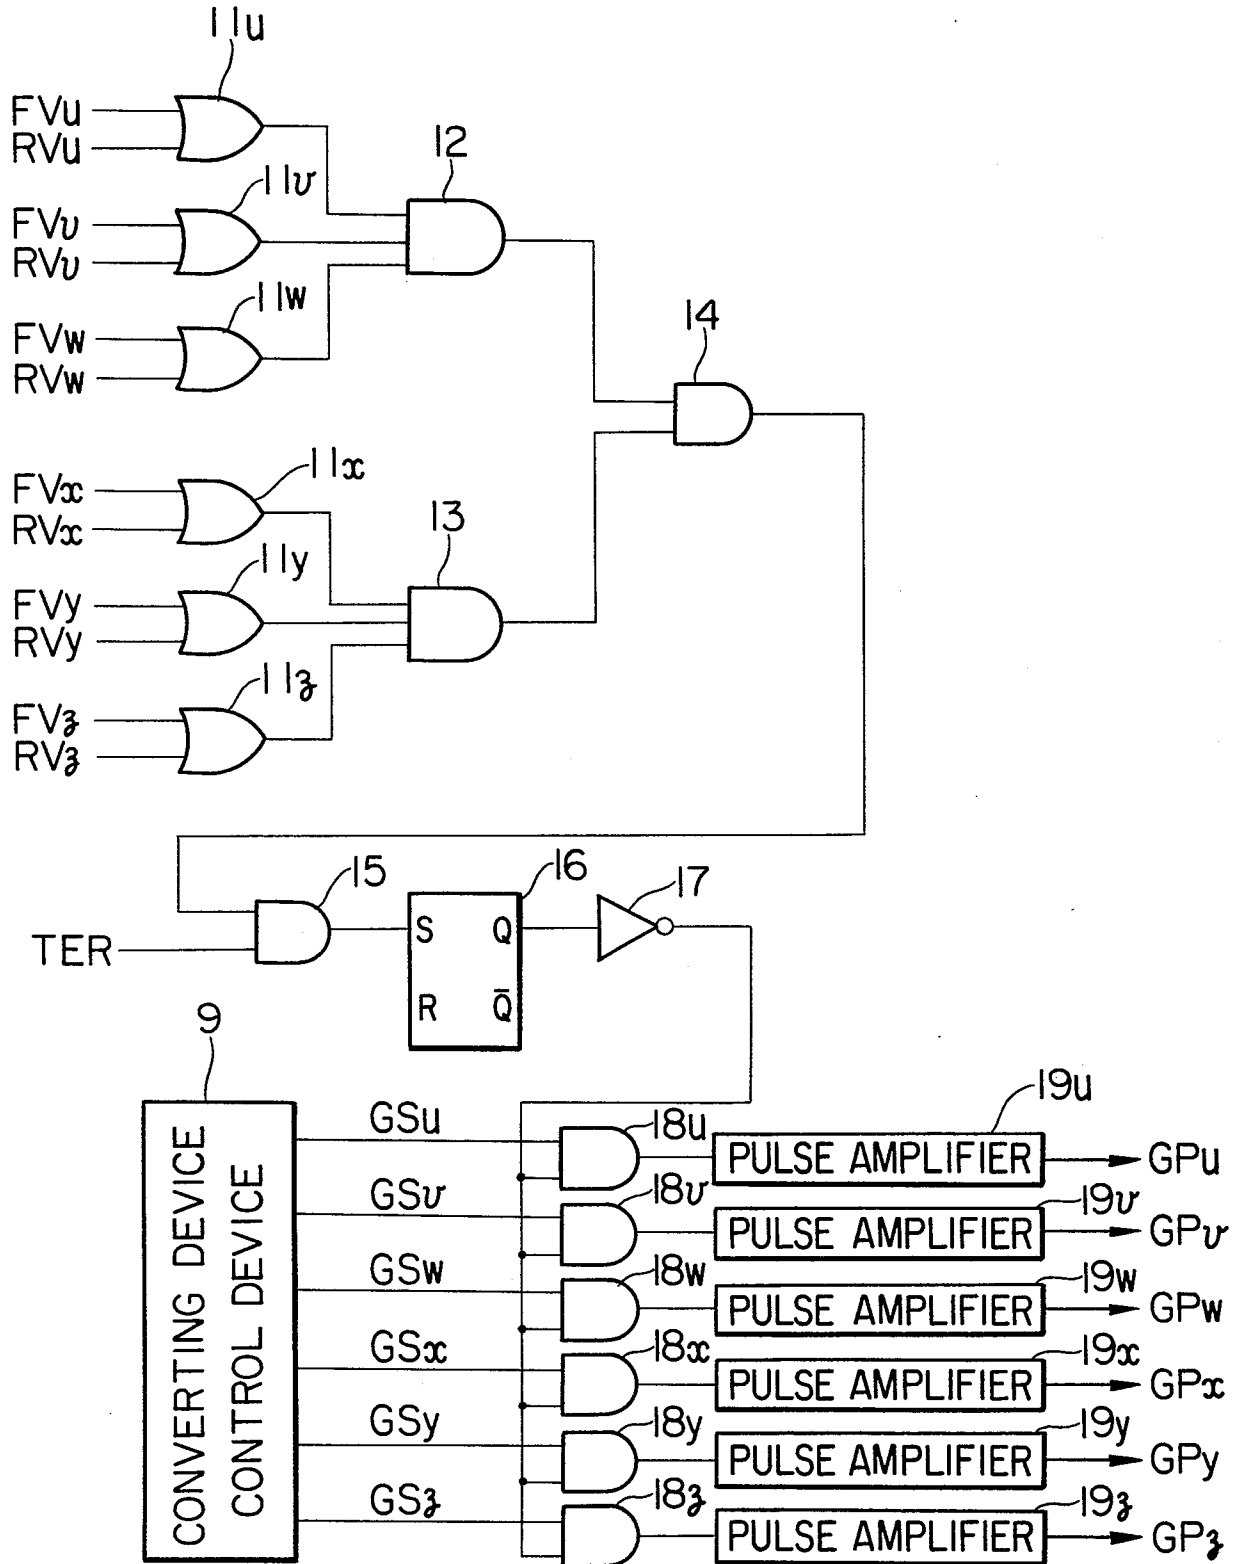 11u
FVu
RVu
11v
FVv
RVv
11w
FVw
RVw
12
14
11x
FVx
RVx
13
11y
FVy
RVy
11z
FVz
RVz
15
16
17
TER
S Q
R Q̄
9
CONVERTING DEVICE
CONTROL DEVICE
GSu
18u
19u
PULSE AMPLIFIER
GPu
GSv
18v
19v
PULSE AMPLIFIER
GPv
GSw
18w
19w
PULSE AMPLIFIER
GPw
GSx
18x
19x
PULSE AMPLIFIER
GPx
GSy
18y
19y
PULSE AMPLIFIER
GPy
GSz
18z
19z
PULSE AMPLIFIER
GPz